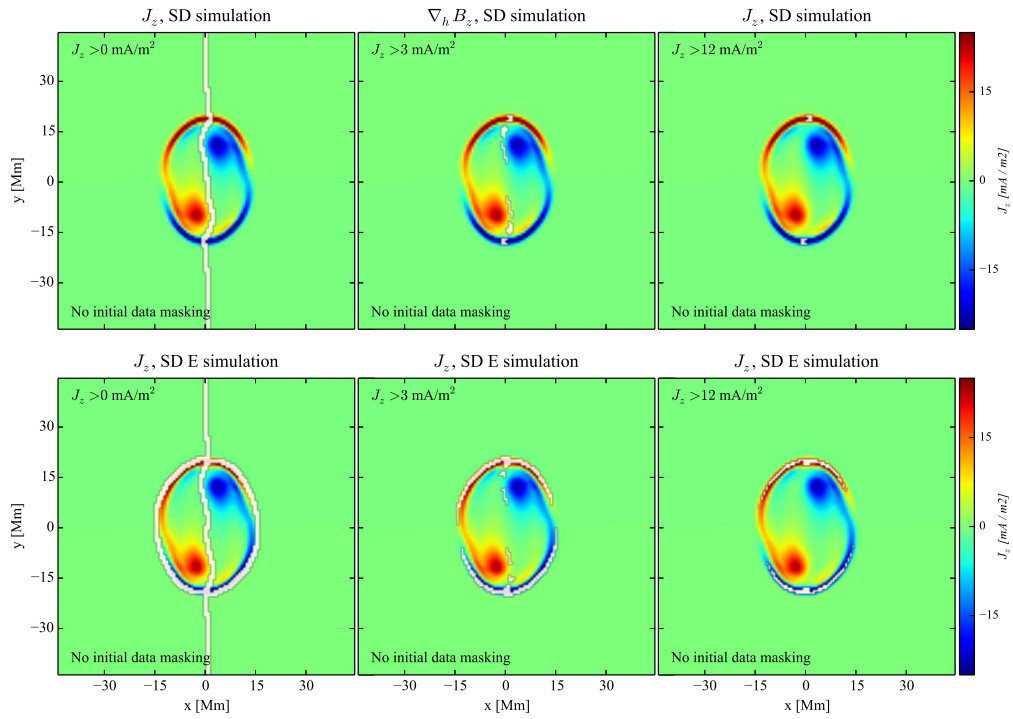 J_z, SD simulation
∇_h B_z, SD simulation
J_z, SD simulation
J_z >0 mA/m²
J_z >3 mA/m²
J_z >12 mA/m²
y [Mm]
30
15
0
−15
−30
No initial data masking
No initial data masking
No initial data masking
15
0
−15
J_z [mA / m2]
J_z, SD E simulation
J_z, SD E simulation
J_z, SD E simulation
J_z >0 mA/m²
J_z >3 mA/m²
J_z >12 mA/m²
y [Mm]
30
15
0
−15
−30
No initial data masking
No initial data masking
No initial data masking
15
0
−15
J_z [mA / m2]
−30 −15 0 15 30
−30 −15 0 15 30
−30 −15 0 15 30
x [Mm]
x [Mm]
x [Mm]